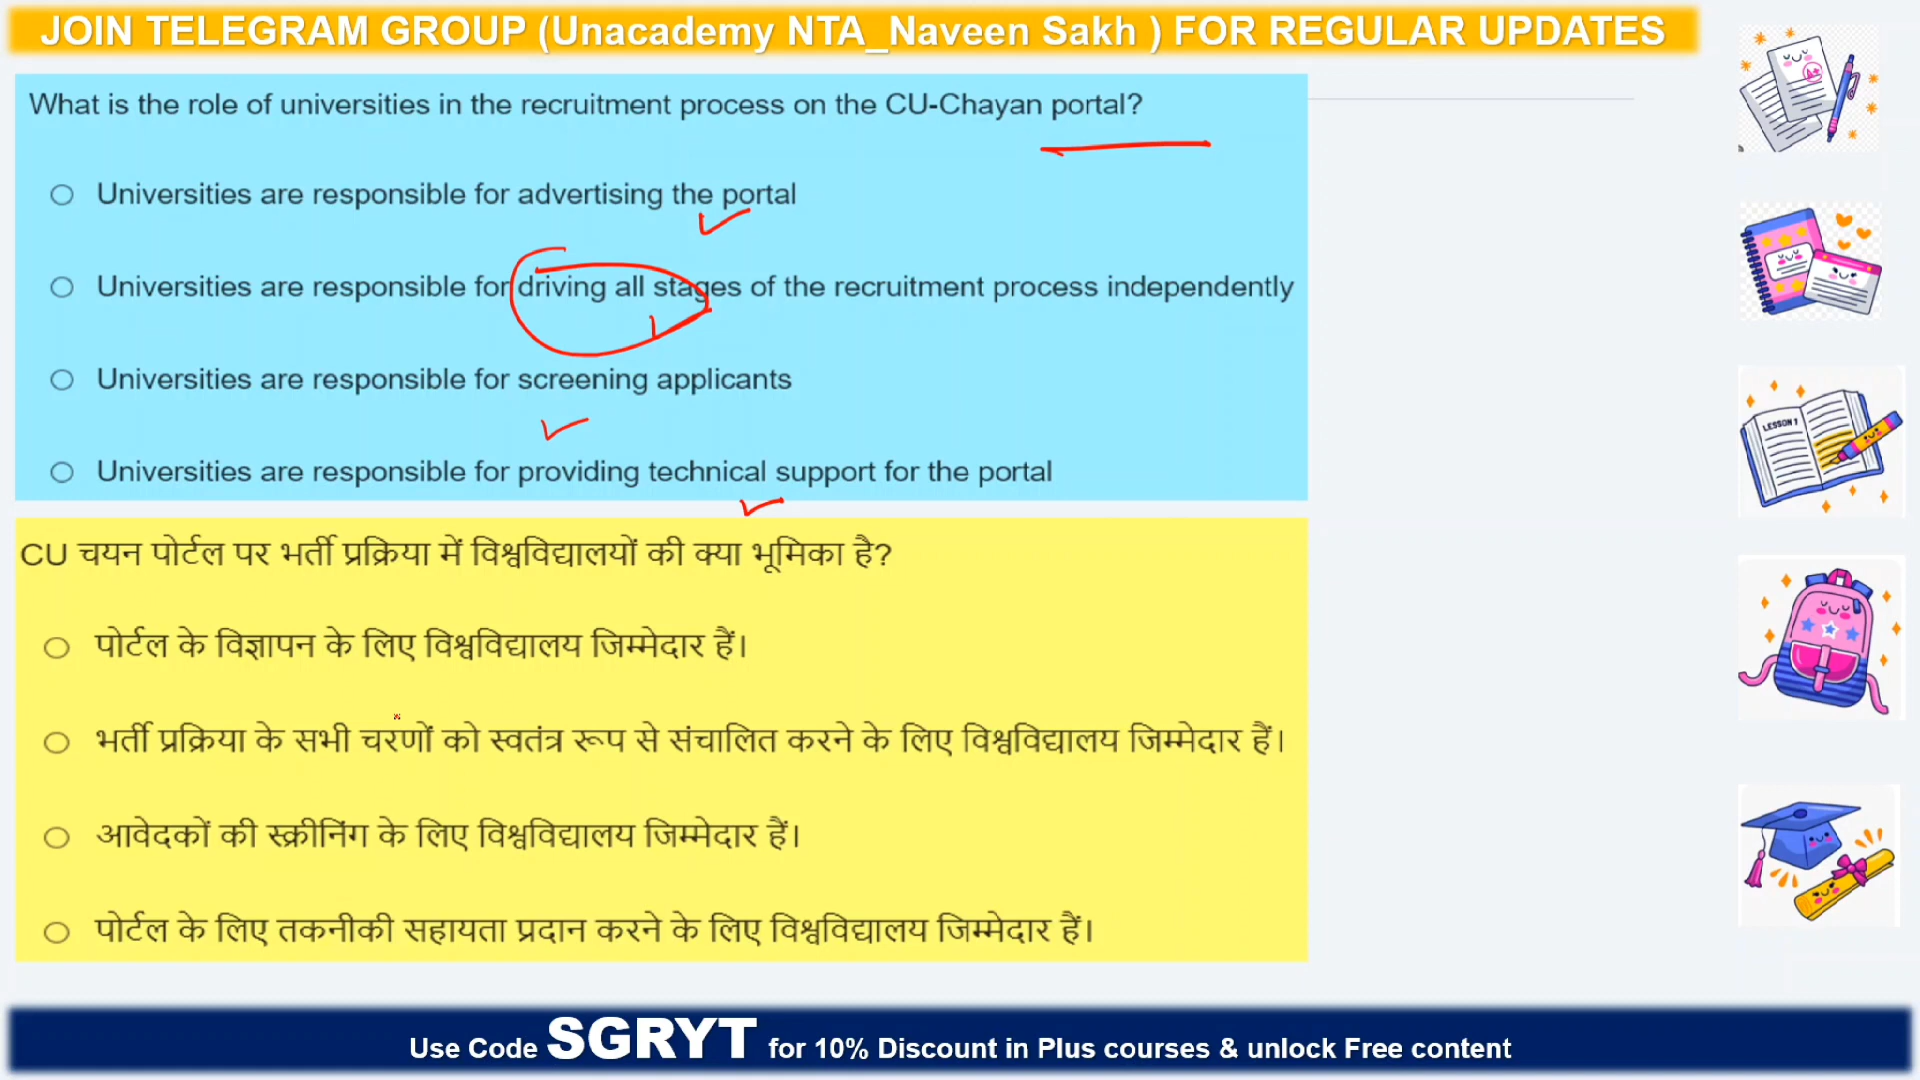 JOIN TELEGRAM GROUP (Unacademy NTA_Naveen Sakh ) FOR REGULAR UPDATES
What is the role of universities in the recruitment process on the CU-Chayan portal?
Universities are responsible for advertising the portal
Universities are responsible for driving all stages of the recruitment process independently
Universities are responsible for screening applicants
Universities are responsible for providing technical support for the portal
CU चयन पोर्टल पर भर्ती प्रक्रिया में विश्वविद्यालयों की क्या भूमिका है?
पोर्टल के विज्ञापन के लिए विश्वविद्यालय जिम्मेदार हैं।
भर्ती प्रक्रिया के सभी चरणों को स्वतंत्र रूप से संचालित करने के लिए विश्वविद्यालय जिम्मेदार हैं।
आवेदकों की स्क्रीनिंग के लिए विश्वविद्यालय जिम्मेदार हैं।
पोर्टल के लिए तकनीकी सहायता प्रदान करने के लिए विश्वविद्यालय जिम्मेदार हैं।
A+
LESSON 1
Use Code SGRYT for 10% Discount in Plus courses & unlock Free content